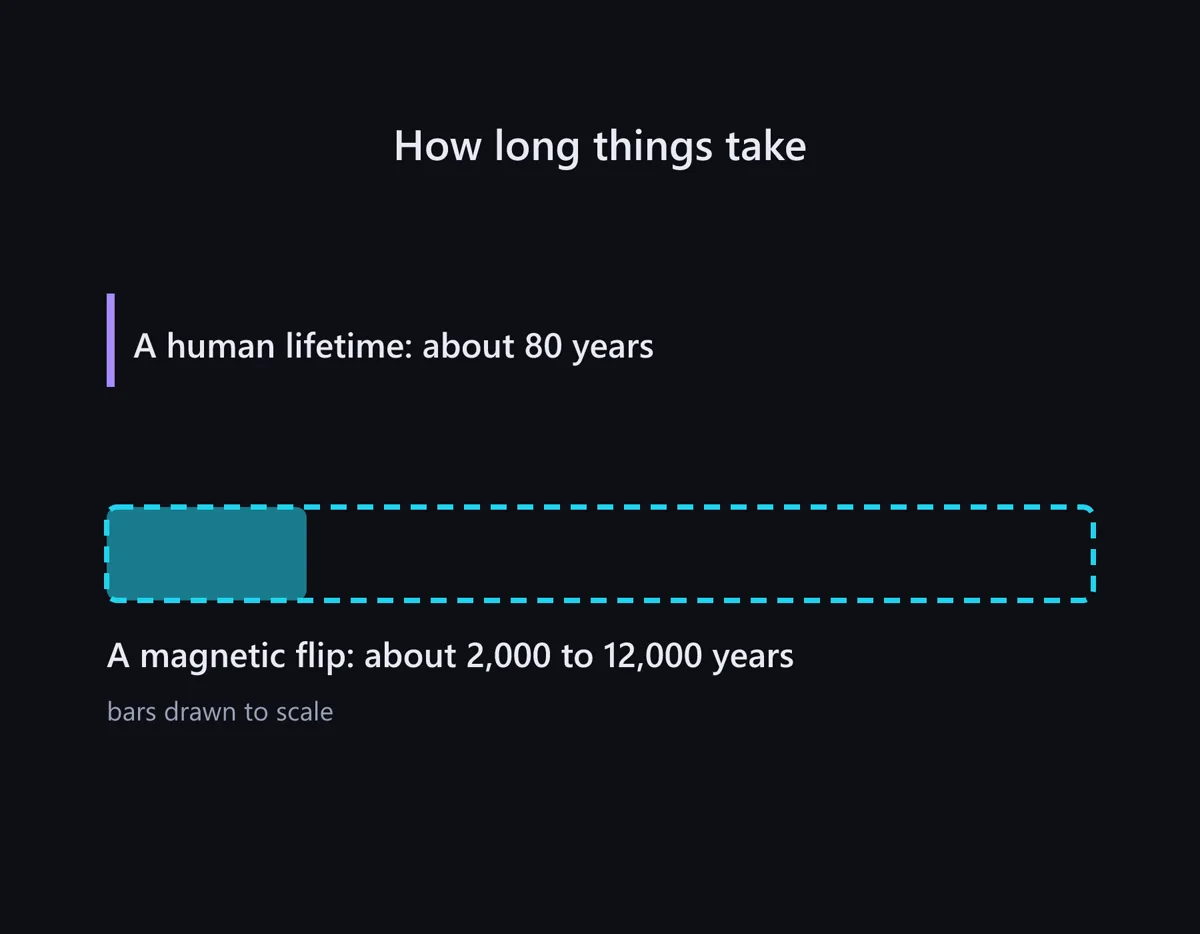 How long things take
A human lifetime: about 80 years
A magnetic flip: about 2,000 to 12,000 years
bars drawn to scale